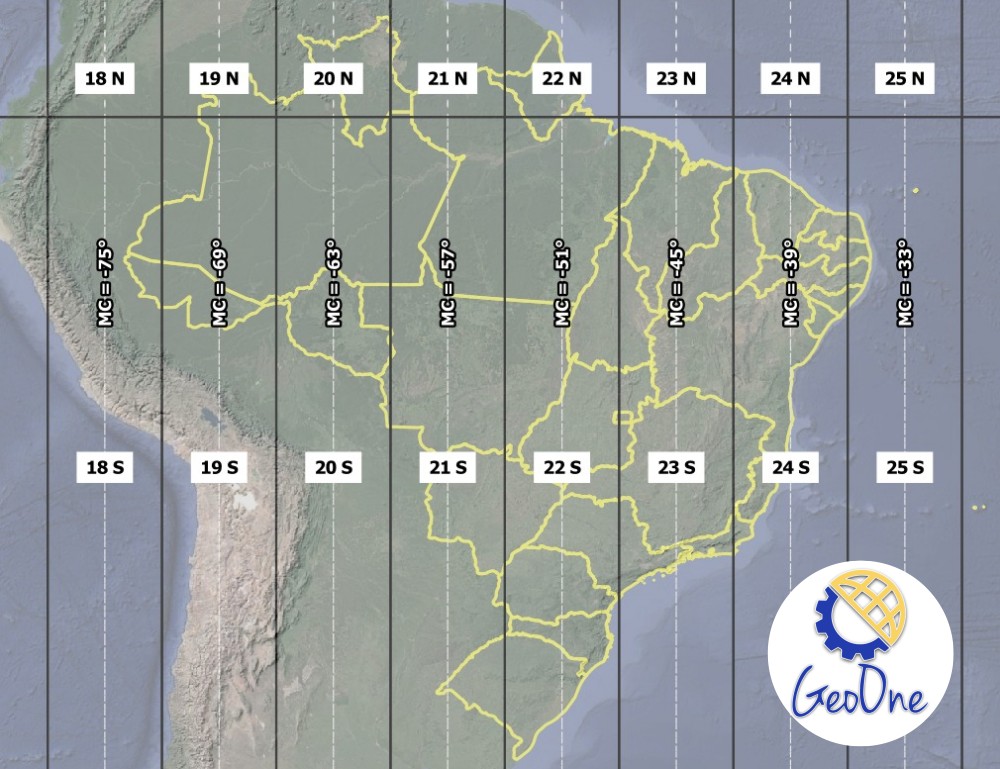 18 N
19 N
20 N
21 N
22 N
23 N
24 N
25 N
MC = -75°
MC = -69°
MC = -63°
MC = -57°
MC = -51°
MC = -45°
MC = -39°
MC = -33°
18 S
19 S
20 S
21 S
22 S
23 S
24 S
25 S
GeoOne